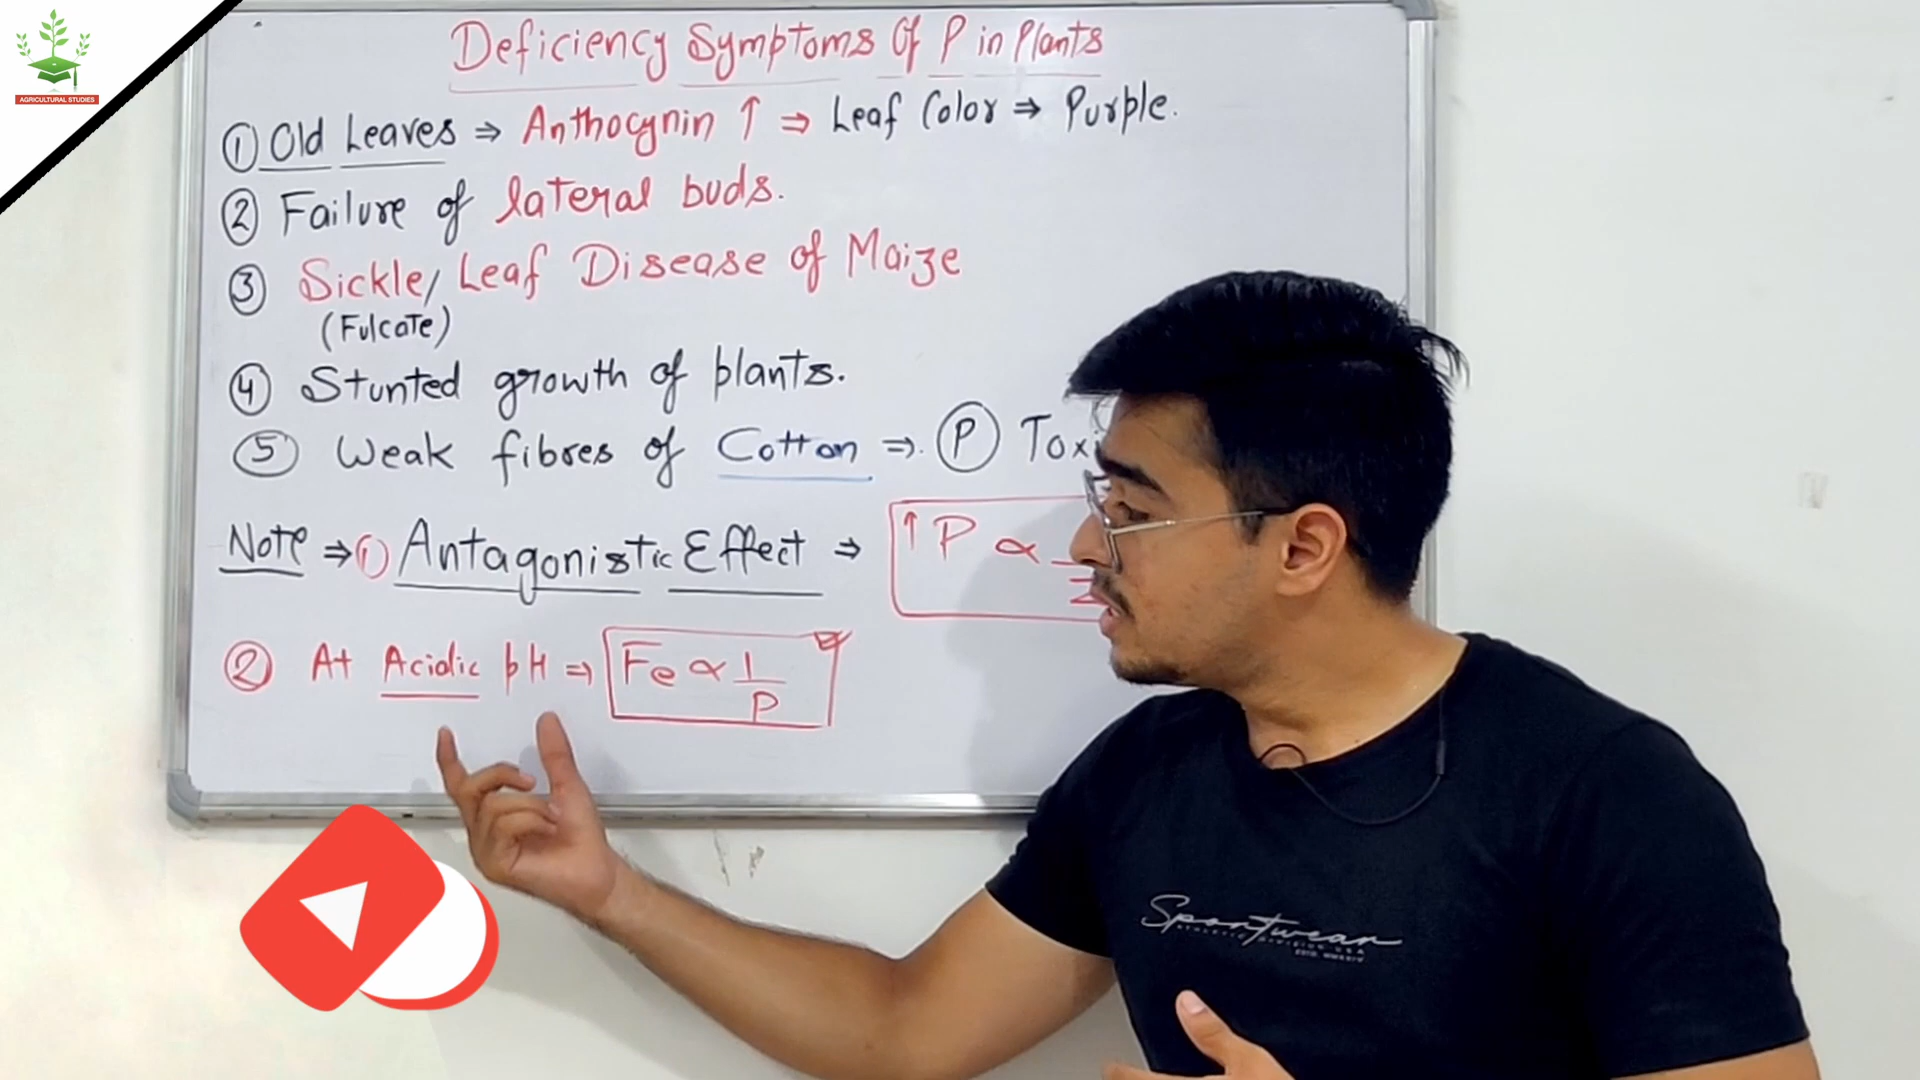 AGRICULTURAL STUDIES
Deficiency Symptoms Of P in Plants
① Old Leaves ⇒ Anthocynin ↑ ⇒ Leaf Color ⇒ Purple.
② Failure of lateral buds.
③ Sickle/ Leaf Disease of Maize
(Fulcate)
④ Stunted growth of plants.
⑤ Weak fibres of Cotton ⇒. Ⓟ Toxi
Note ⇒ ① Antagonistic Effect ⇒ ↑ P ∝
② At Acidic pH ⇒ Fe ∝ 1/P
Sportwear